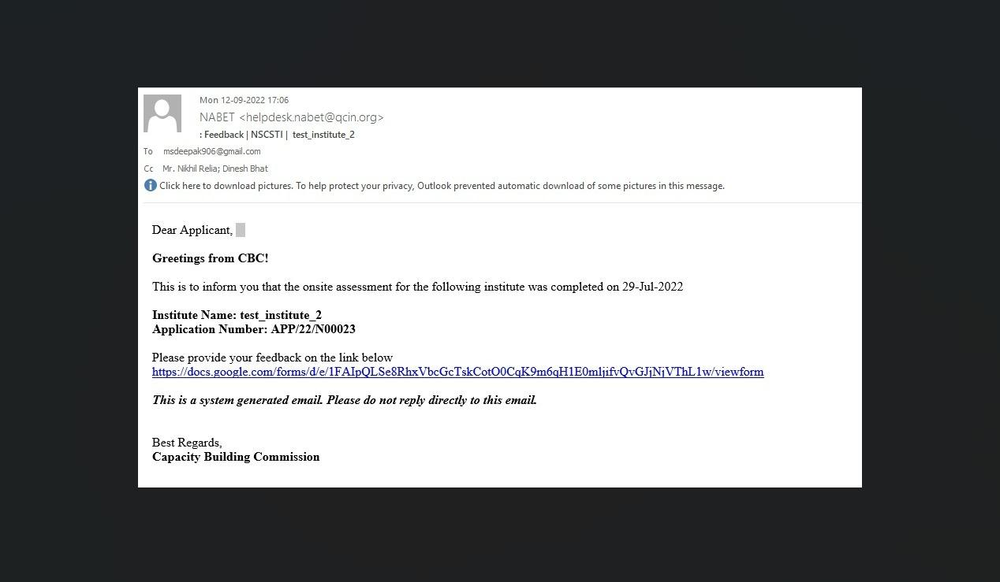 Mon 12-09-2022 17:06
NABET <helpdesk.nabet@qcin.org>
: Feedback | NSCSTI | test_institute_2
To msdeepak906@gmail.com
Cc Mr. Nikhil Relia; Dinesh Bhat
Click here to download pictures. To help protect your privacy, Outlook prevented automatic download of some pictures in this message.
Dear Applicant,
Greetings from CBC!
This is to inform you that the onsite assessment for the following institute was completed on 29-Jul-2022
Institute Name: test_institute_2
Application Number: APP/22/N00023
Please provide your feedback on the link below
https://docs.google.com/forms/d/e/1FAIpQLSe8RhxVbcGcTskCotO0CqK9m6qH1E0mljifvQvGJjNjVThL1w/viewform
This is a system generated email. Please do not reply directly to this email.
Best Regards,
Capacity Building Commission